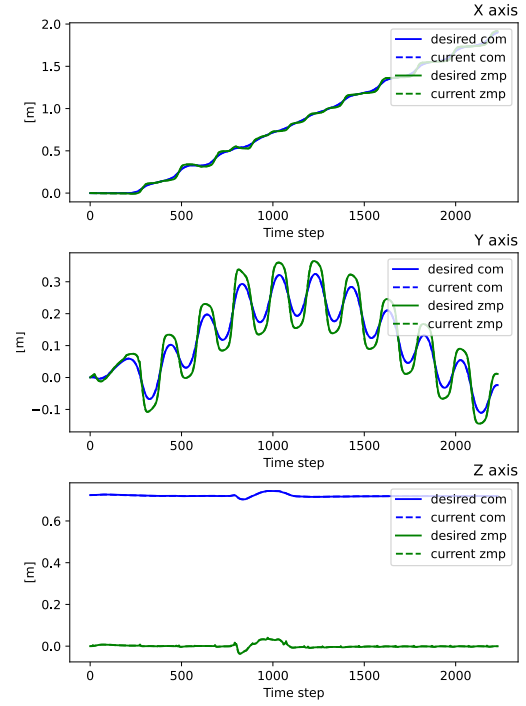 X axis
2.0
1.5
1.0
0.5
0.0
[m]
desired com
current com
desired zmp
current zmp
0 500 1000 1500 2000
Time step
Y axis
0.3
0.2
0.1
0.0
−0.1
[m]
desired com
current com
desired zmp
current zmp
0 500 1000 1500 2000
Time step
Z axis
0.6
0.4
0.2
0.0
[m]
desired com
current com
desired zmp
current zmp
0 500 1000 1500 2000
Time step